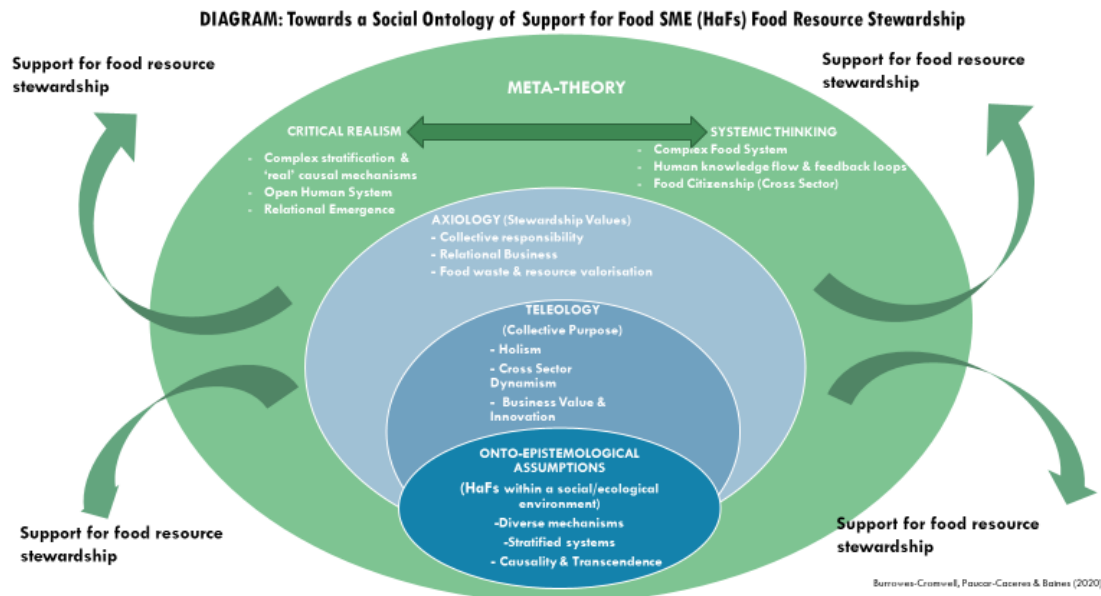 DIAGRAM: Towards a Social Ontology of Support for Food SME (HaFs) Food Resource Stewardship
Support for food resource
stewardship
Support for food resource
stewardship
META-THEORY
CRITICAL REALISM
- Complex stratification &
'real' causal mechanisms
- Open Human System
- Relational Emergence
SYSTEMIC THINKING
- Complex Food System
- Human knowledge flow & feedback loops
- Food Citizenship (Cross Sector)
AXIOLOGY (Stewardship Values)
- Collective responsibility
- Relational Business
- Food waste & resource valorisation
TELEOLOGY
(Collective Purpose)
- Holism
- Cross Sector
Dynamism
- Business Value &
Innovation
ONTO-EPISTEMOLOGICAL
ASSUMPTIONS
(HaFs within a social/ecological
environment)
-Diverse mechanisms
-Stratified systems
- Causality & Transcendence
Support for food resource
stewardship
Support for food resource
stewardship
Burrowes-Cromwell, Paucar-Caceres & Baines (2020)